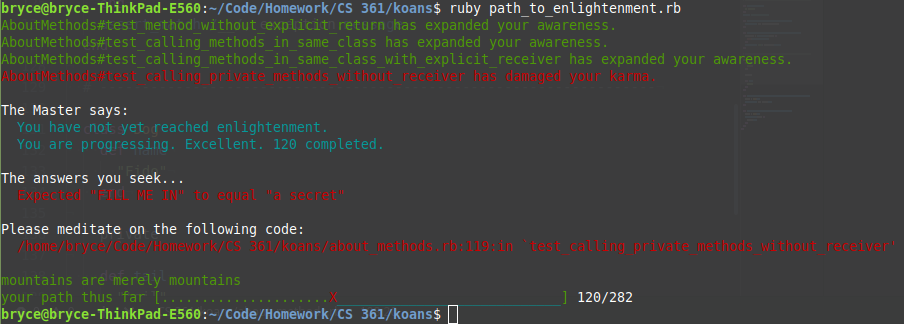 bryce@bryce-ThinkPad-E560:~/Code/Homework/CS 361/koans$ ruby path_to_enlightenment.rb
AboutMethods#test_method_without_explicit_return has expanded your awareness.
AboutMethods#test_calling_methods_in_same_class has expanded your awareness.
AboutMethods#test_calling_methods_in_same_class_with_explicit_receiver has expanded your awareness.
AboutMethods#test_calling_private_methods_without_receiver has damaged your karma.
The Master says:
You have not yet reached enlightenment.
You are progressing. Excellent. 120 completed.
The answers you seek...
Expected "FILL ME IN" to equal "a secret"
Please meditate on the following code:
/home/bryce/Code/Homework/CS 361/koans/about_methods.rb:119:in `test_calling_private_methods_without_receiver'
mountains are merely mountains
your path thus far [.....................X_____________________________] 120/282
bryce@bryce-ThinkPad-E560:~/Code/Homework/CS 361/koans$